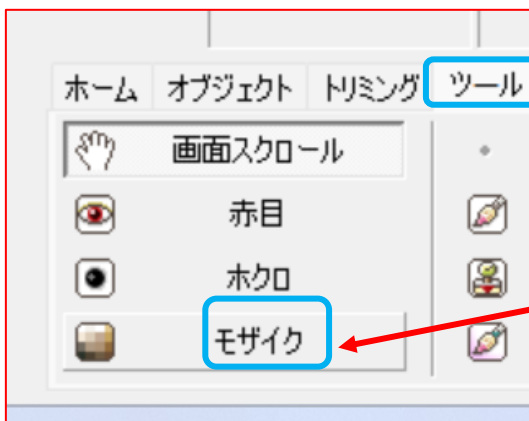 ホーム オブジェクト トリミング ツール
画面スクロール
赤目
ホクロ
モザイク